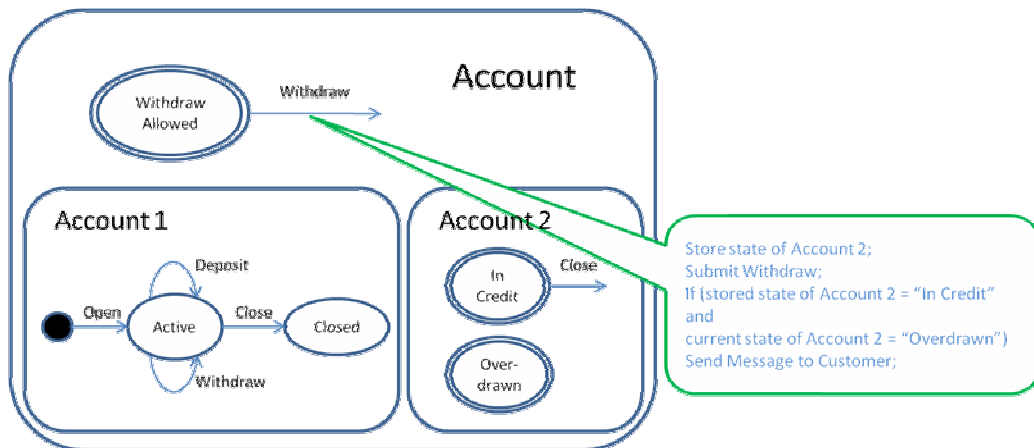 Account
Withdraw
Allowed
Withdraw
Account 1
Deposit
Open
Active
Close
Closed
Withdraw
Account 2
In
Credit
Close
Over-
drawn
Store state of Account 2;
Submit Withdraw;
If (stored state of Account 2 = “In Credit”
and
current state of Account 2 = “Overdrawn”)
Send Message to Customer;